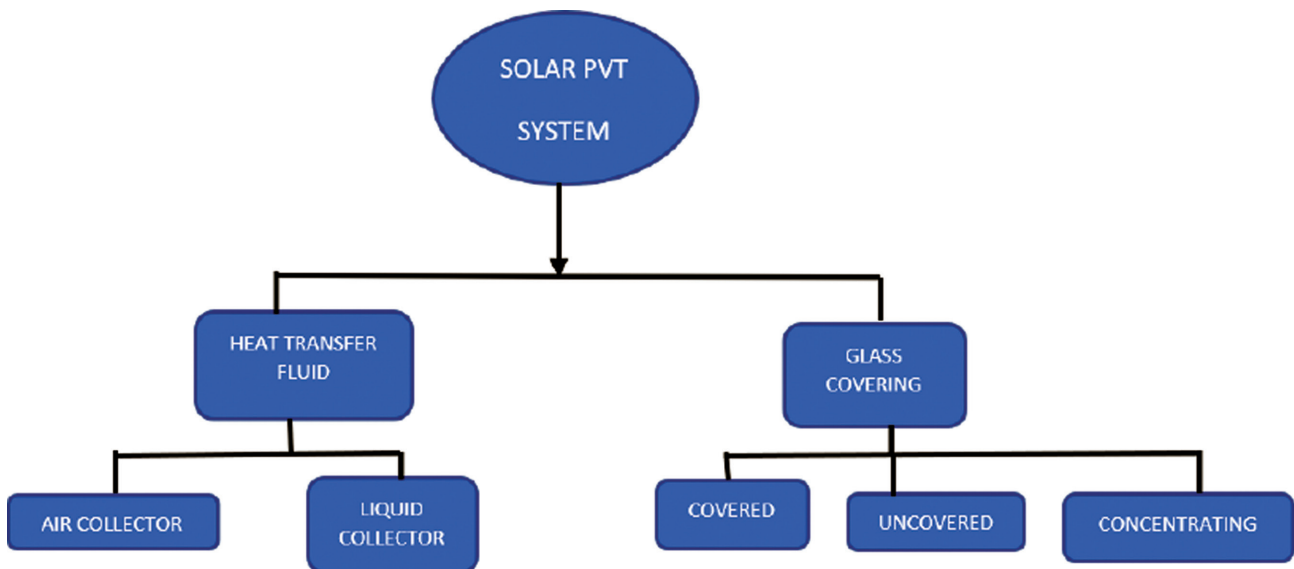 SOLAR PVT
SYSTEM
HEAT TRANSFER
FLUID
GLASS
COVERING
AIR COLLECTOR
LIQUID
COLLECTOR
COVERED
UNCOVERED
CONCENTRATING